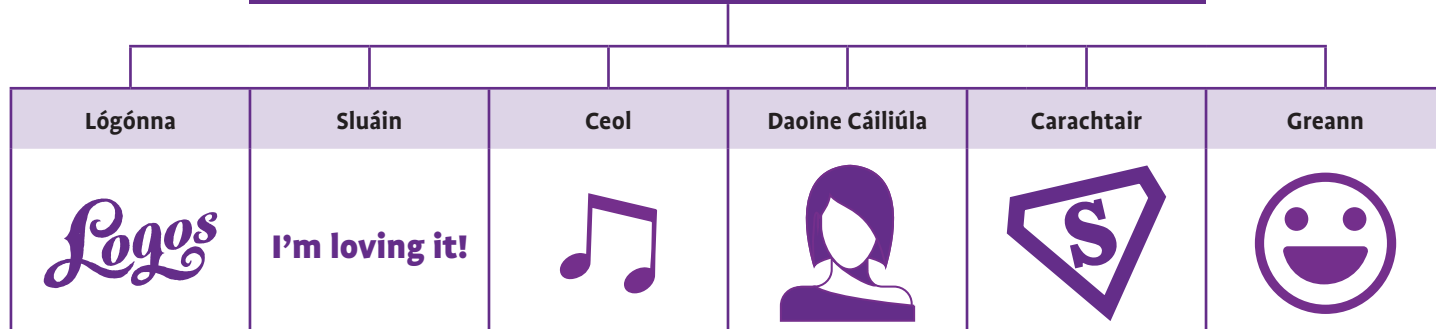 Lógónna
Sluáin
Ceol
Daoine Cáiliúla
Carachtair
Greann
Logos
I’m loving it!
S